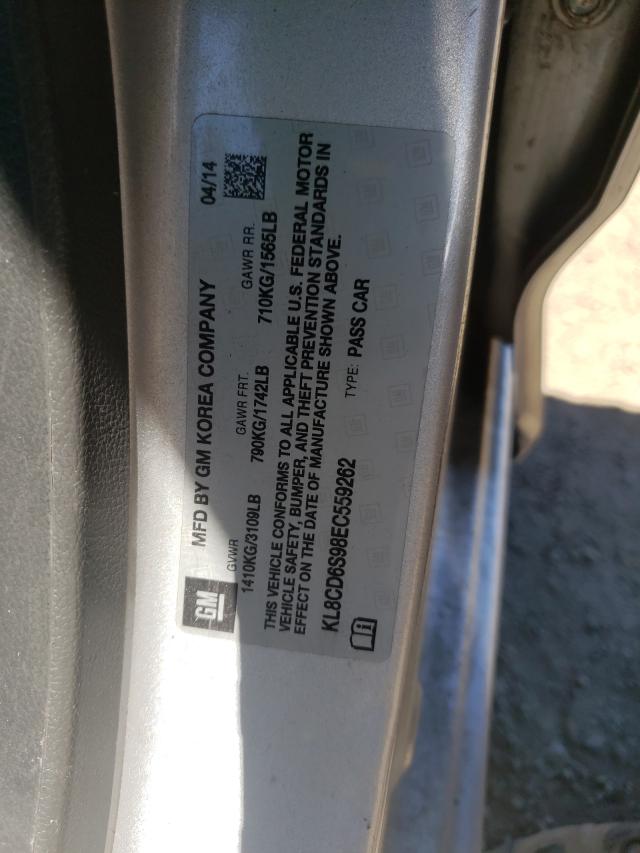 GM MFD BY GM KOREA COMPANY 04/14
GVWR GAWR FRT. GAWR RR.
1410KG/3109LB 790KG/1742LB 710KG/1565LB
THIS VEHICLE CONFORMS TO ALL APPLICABLE U.S. FEDERAL MOTOR
VEHICLE SAFETY, BUMPER, AND THEFT PREVENTION STANDARDS IN
EFFECT ON THE DATE OF MANUFACTURE SHOWN ABOVE.
KL8CD6S98EC559262 TYPE: PASS CAR